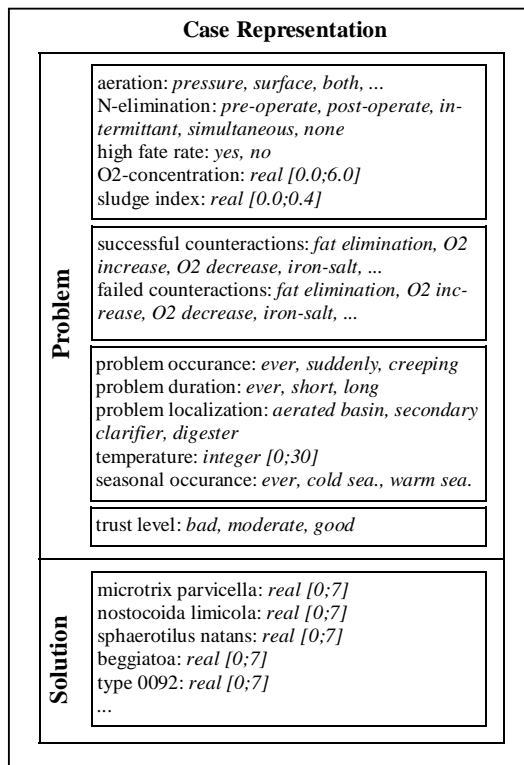 Case Representation
Problem
aeration: pressure, surface, both, ...
N-elimination: pre-operate, post-operate, in-
termittant, simultaneous, none
high fate rate: yes, no
O2-concentration: real [0.0;6.0]
sludge index: real [0.0;0.4]
successful counteractions: fat elimination, O2
increase, O2 decrease, iron-salt, ...
failed counteractions: fat elimination, O2 inc-
rease, O2 decrease, iron-salt, ...
problem occurance: ever, suddenly, creeping
problem duration: ever, short, long
problem localization: aerated basin, secondary
clarifier, digester
temperature: integer [0;30]
seasonal occurance: ever, cold sea., warm sea.
trust level: bad, moderate, good
Solution
microtrix parvicella: real [0;7]
nostocoida limicola: real [0;7]
sphaerotilus natans: real [0;7]
beggiatoa: real [0;7]
type 0092: real [0;7]
...